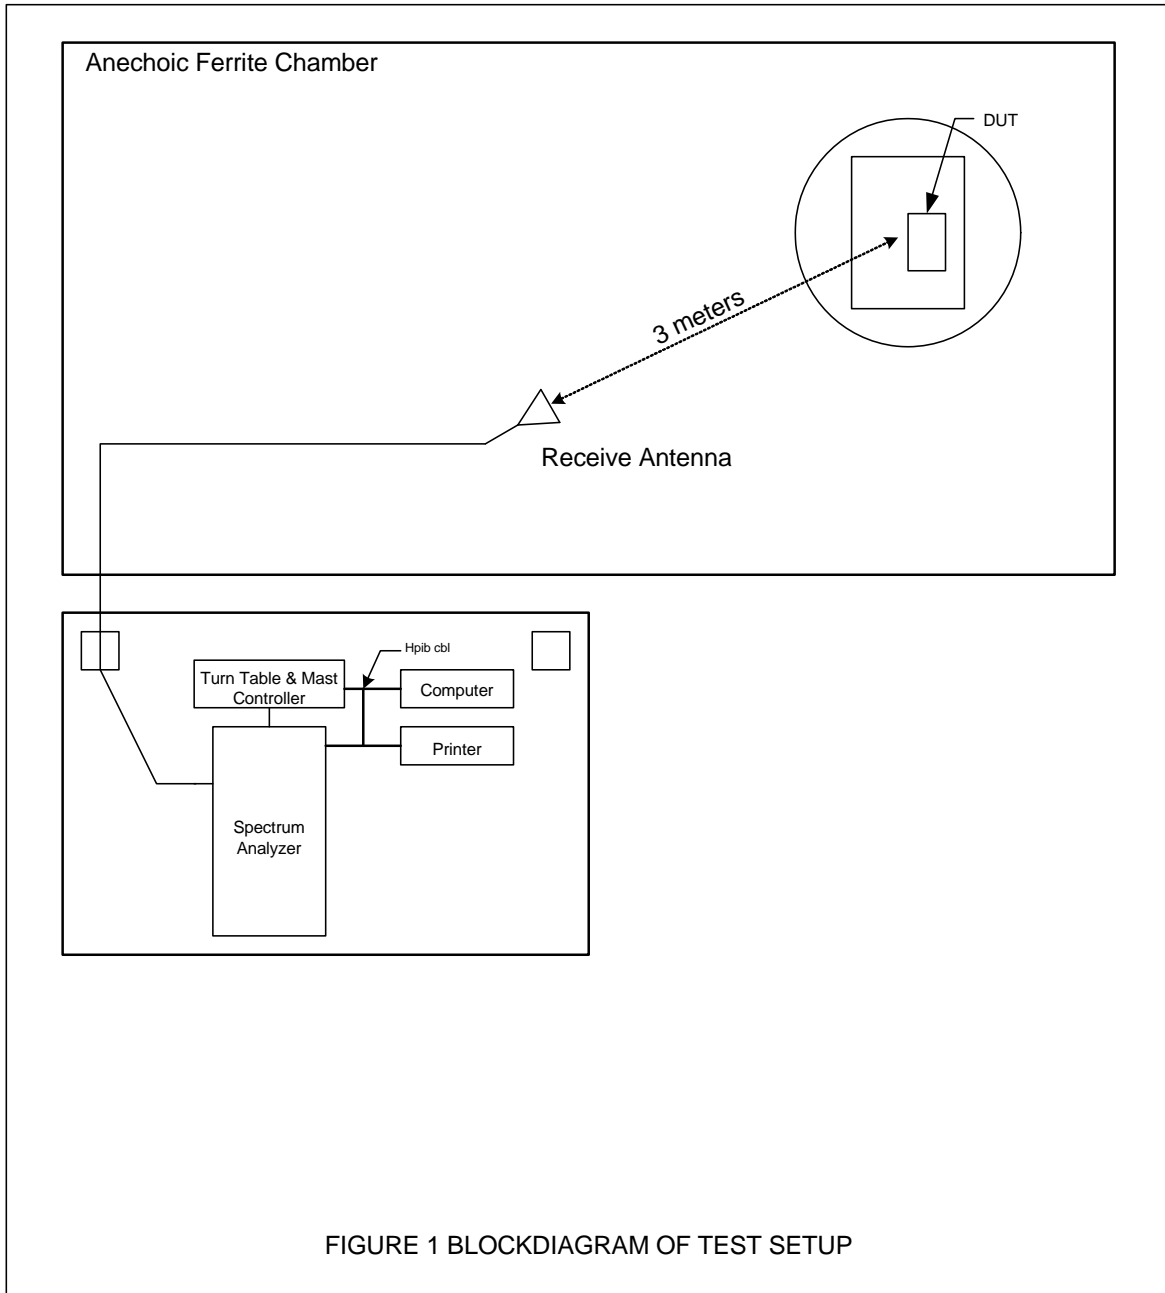 Anechoic Ferrite Chamber
DUT
3 meters
Receive Antenna
Hpib cbl
Turn Table & Mast
Controller
Computer
Printer
Spectrum
Analyzer
FIGURE 1 BLOCKDIAGRAM OF TEST SETUP